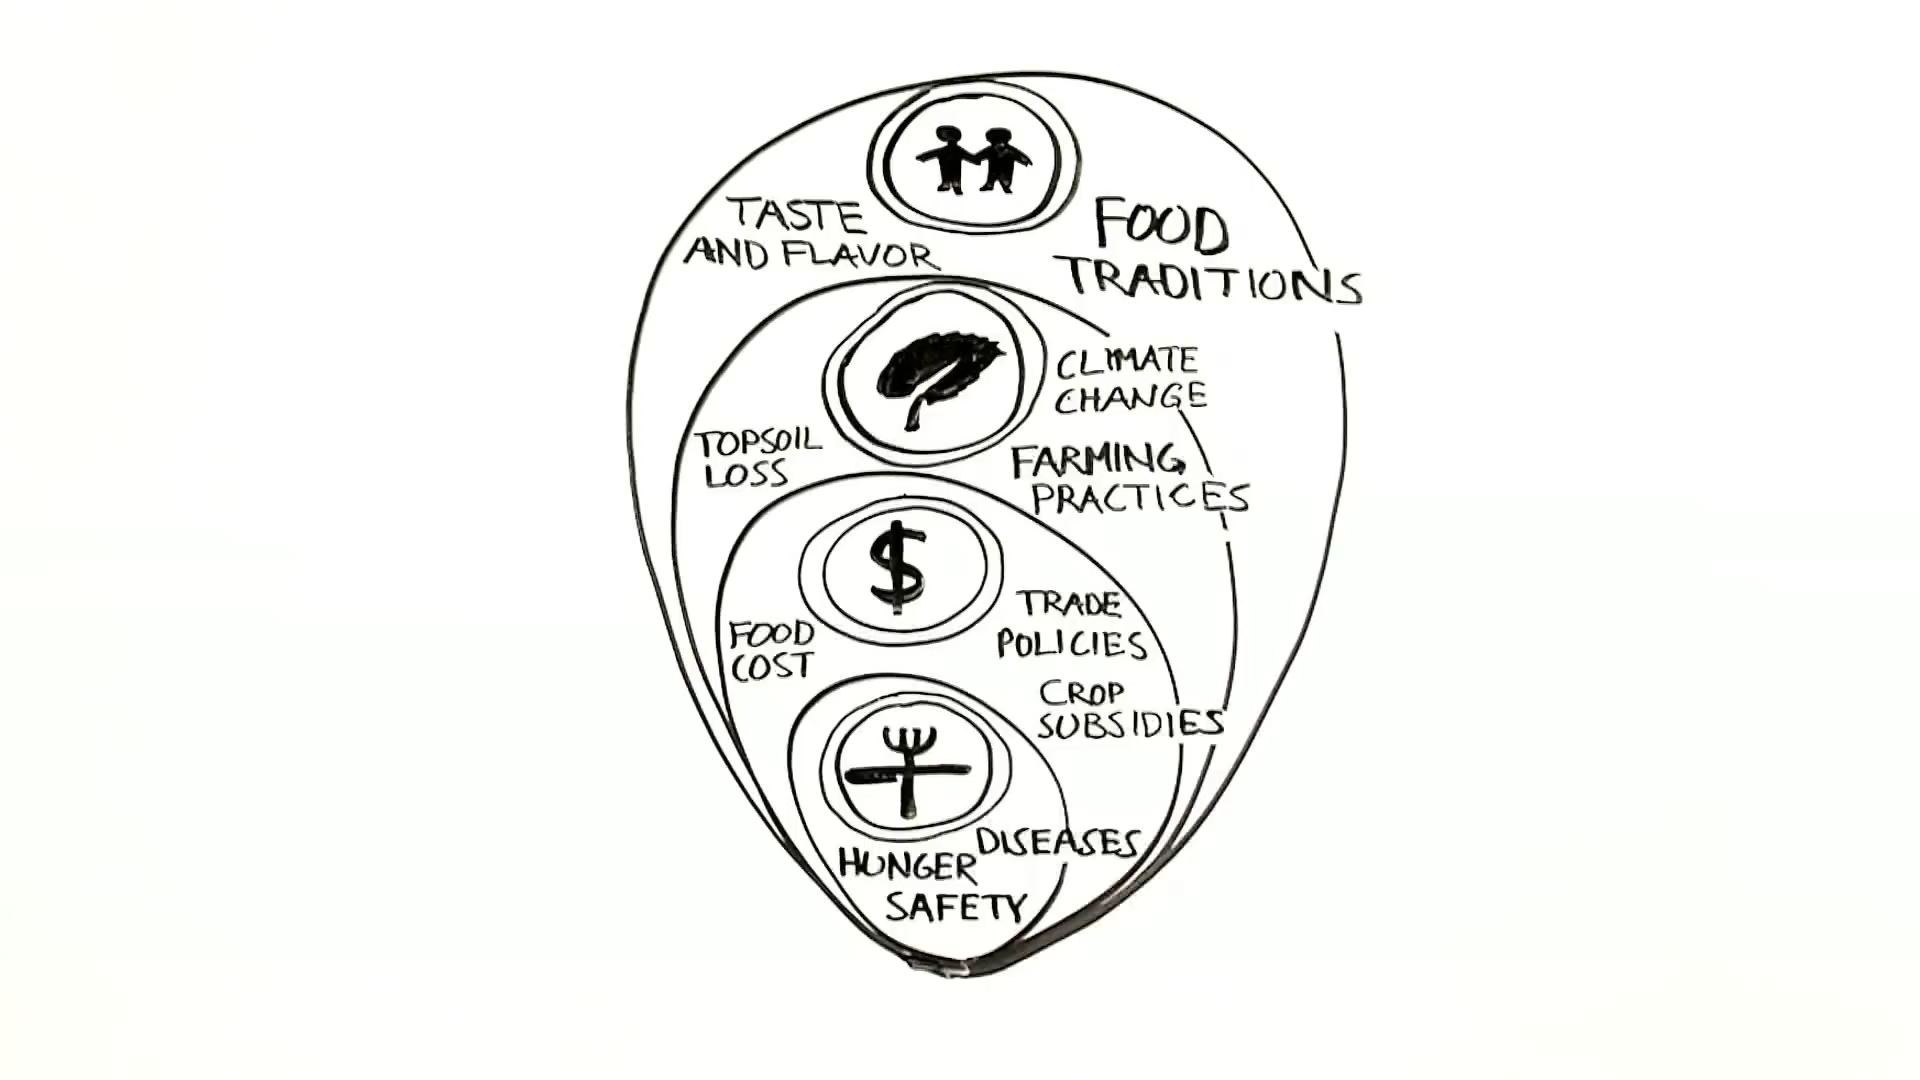 TASTE
AND FLAVOR
FOOD
TRADITIONS
CLIMATE
CHANGE
TOPSOIL
LOSS
FARMING
PRACTICES
$
FOOD
COST
TRADE
POLICIES
CROP
SUBSIDIES
DISEASES
HUNGER
SAFETY